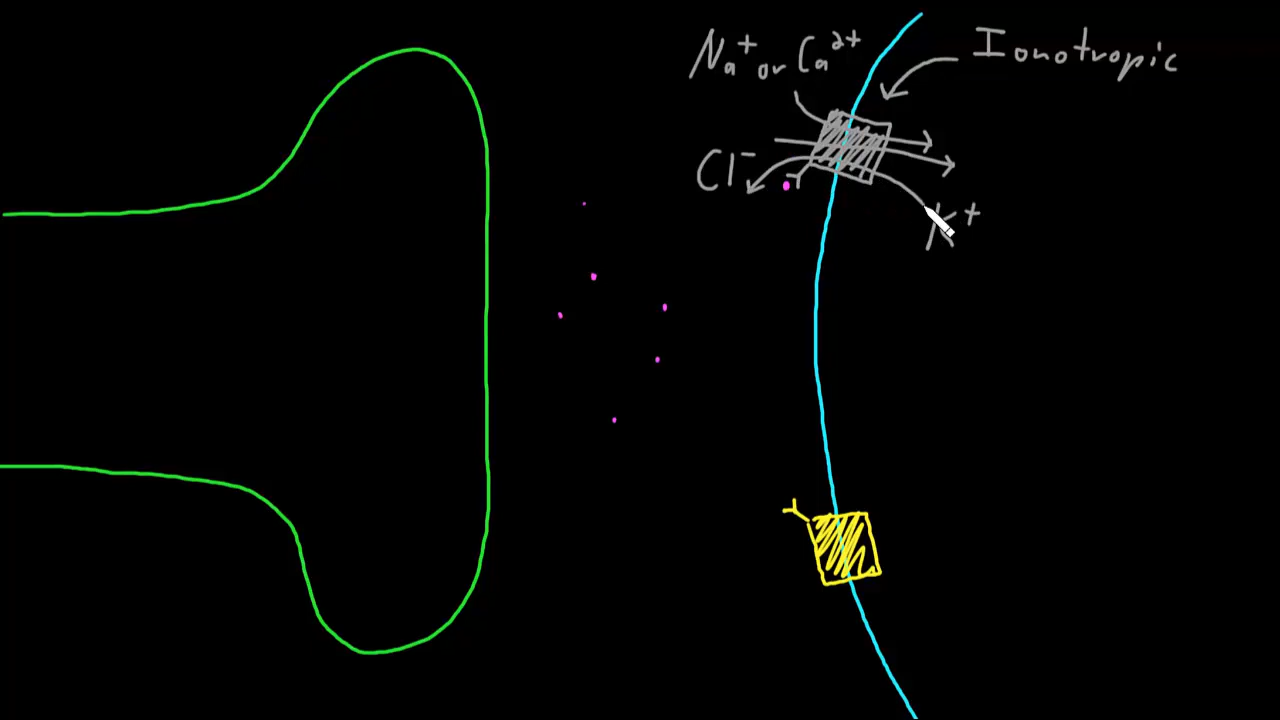 Na⁺ or Ca²⁺
Ionotropic
Cl⁻
K⁺